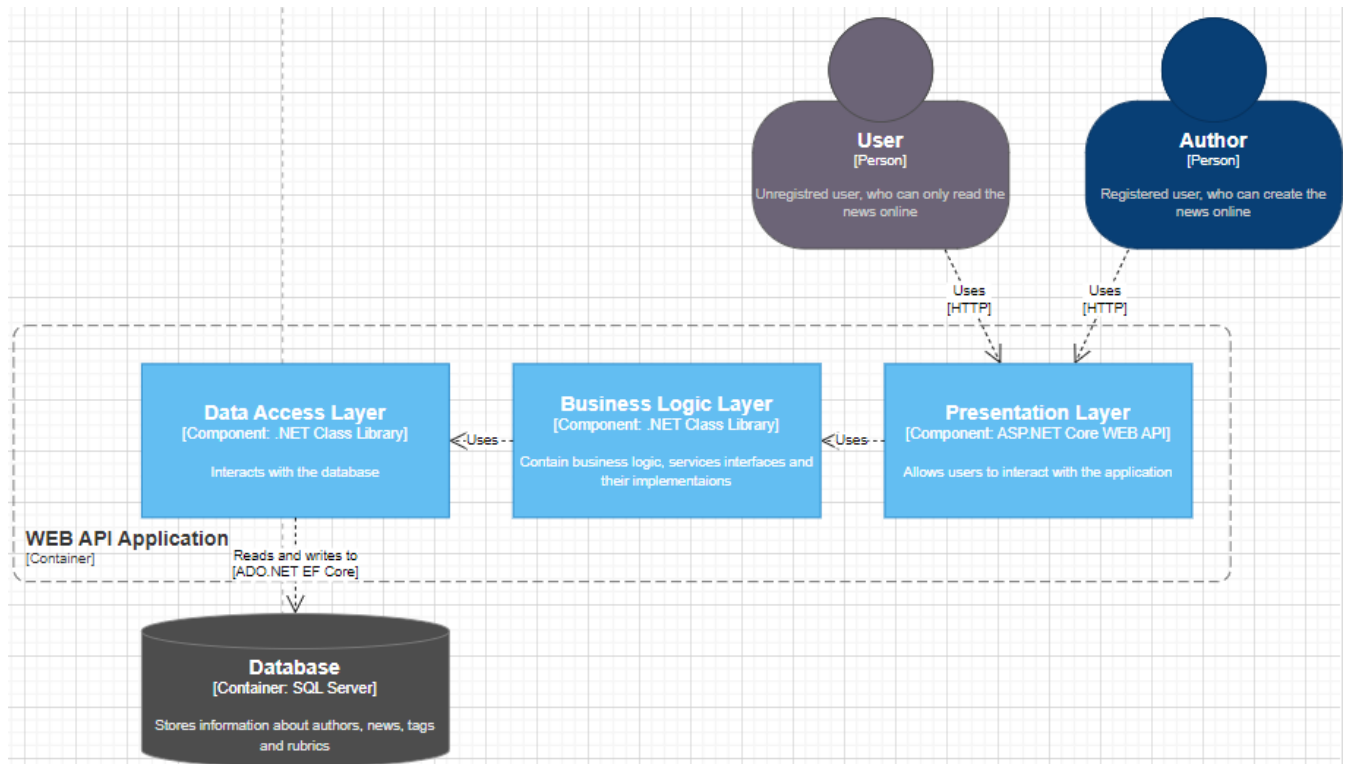 User
[Person]
Unregistred user, who can only read the
news online
Author
[Person]
Registered user, who can create the
news online
Uses
[HTTP]
Uses
[HTTP]
Data Access Layer
[Component: .NET Class Library]
Interacts with the database
Uses
Business Logic Layer
[Component: .NET Class Library]
Contain business logic, services interfaces and
their implementaions
Uses
Presentation Layer
[Component: ASP.NET Core WEB API]
Allows users to interact with the application
WEB API Application
[Container]
Reads and writes to
[ADO.NET EF Core]
Database
[Container: SQL Server]
Stores information about authors, news, tags
and rubrics